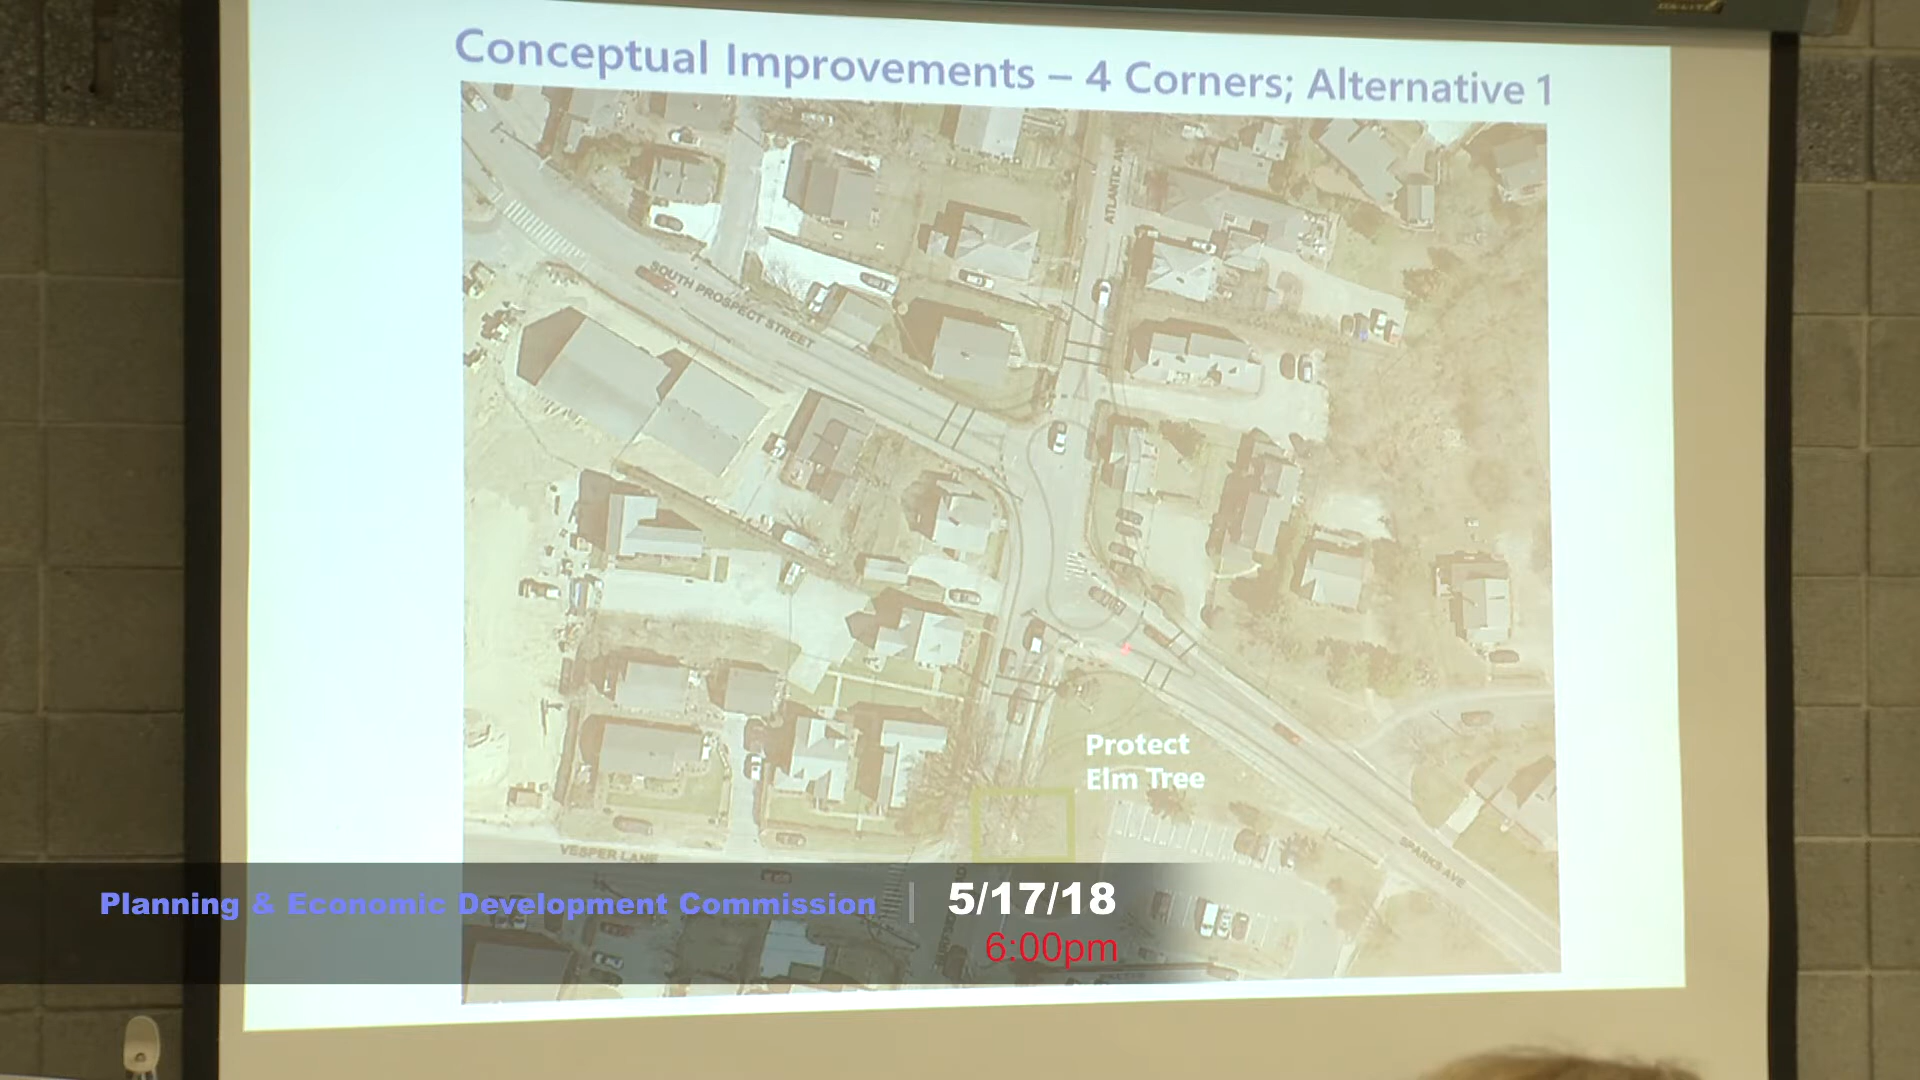 Conceptual Improvements – 4 Corners; Alternative 1
ATLANTIC AVE
SOUTH PROSPECT STREET
Protect
Elm Tree
SPARKS AVE
VESPER LANE
Planning & Economic Development Commission | 5/17/18
6:00pm